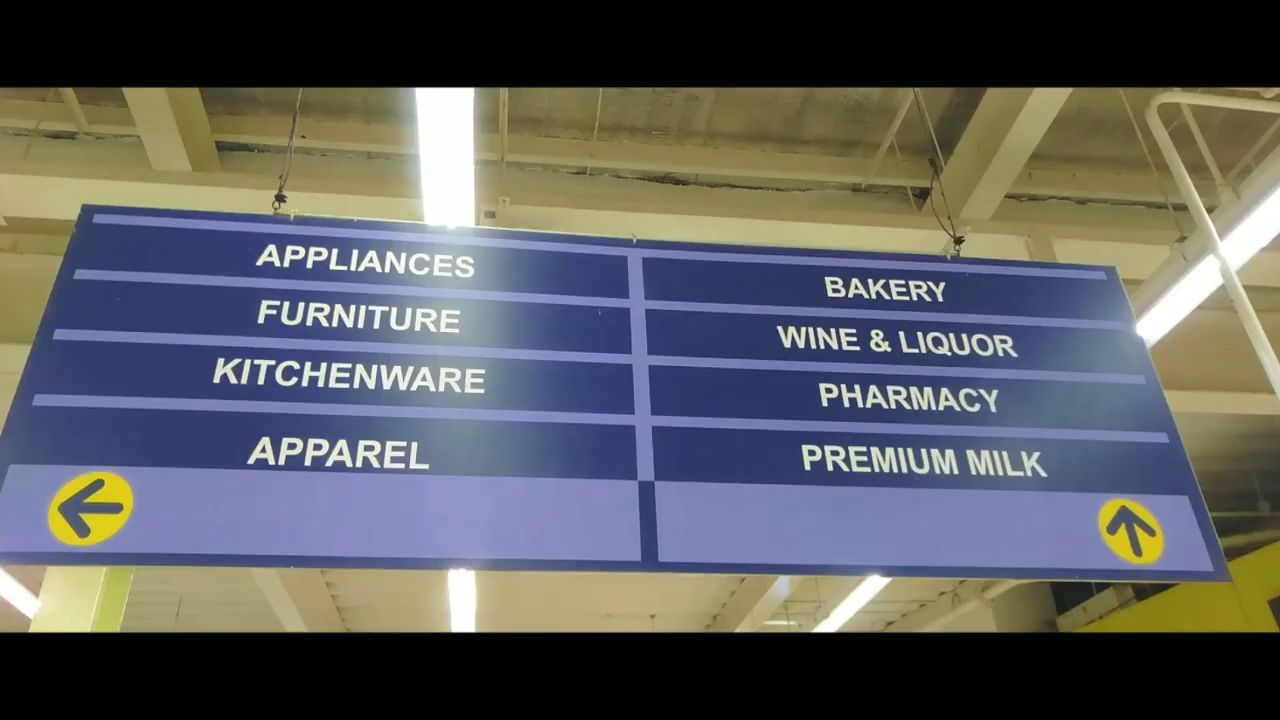 APPLIANCES
FURNITURE
KITCHENWARE
APPAREL
BAKERY
WINE & LIQUOR
PHARMACY
PREMIUM MILK